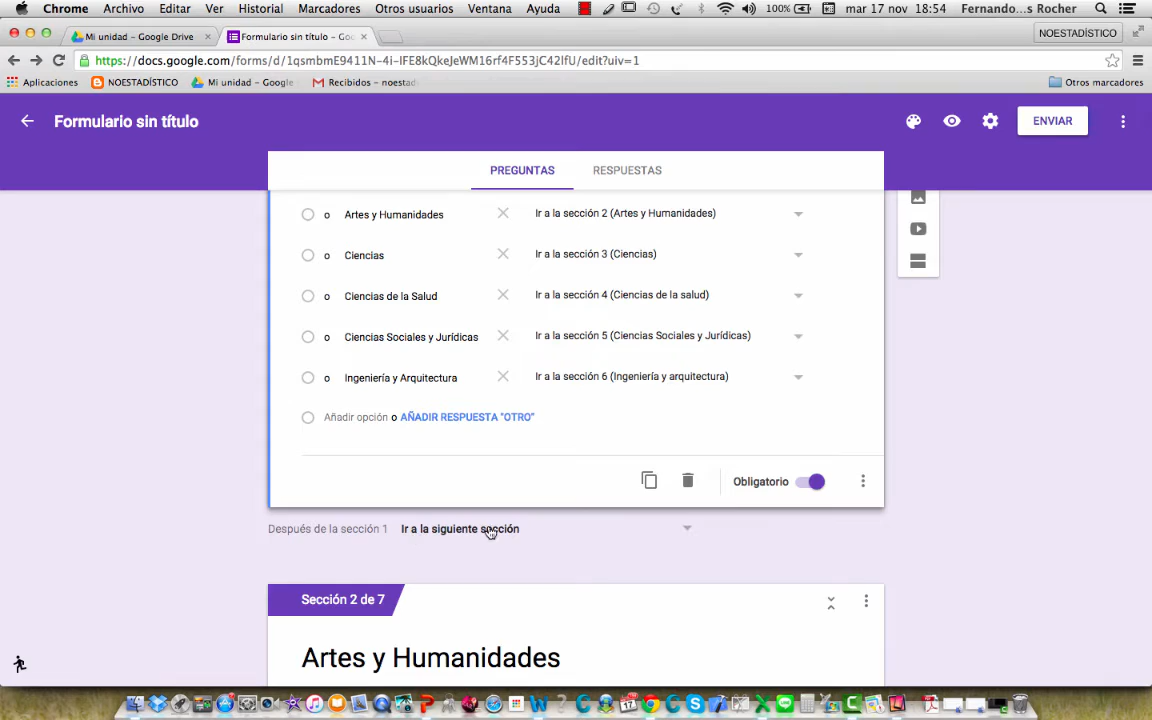 Chrome Archivo Editar Ver Historial Marcadores Otros usuarios Ventana Ayuda 100% mar 17 nov 18:54 Fernando...s Rocher
Mi unidad – Google Drive Formulario sin título – Goo NOESTADÍSTICO
https://docs.google.com/forms/d/1qsmbmE9411N-4i-IFE8kQkeJeWM16rf4F553jC42IfU/edit?uiv=1
Aplicaciones NOESTADÍSTICO Mi unidad – Google Recibidos – noestad Otros marcadores
Formulario sin título ENVIAR
PREGUNTAS RESPUESTAS
o Artes y Humanidades Ir a la sección 2 (Artes y Humanidades)
o Ciencias Ir a la sección 3 (Ciencias)
o Ciencias de la Salud Ir a la sección 4 (Ciencias de la salud)
o Ciencias Sociales y Jurídicas Ir a la sección 5 (Ciencias Sociales y Jurídicas)
o Ingeniería y Arquitectura Ir a la sección 6 (Ingeniería y arquitectura)
Añadir opción o AÑADIR RESPUESTA "OTRO"
Obligatorio
Después de la sección 1 Ir a la siguiente sección
Sección 2 de 7
Artes y Humanidades